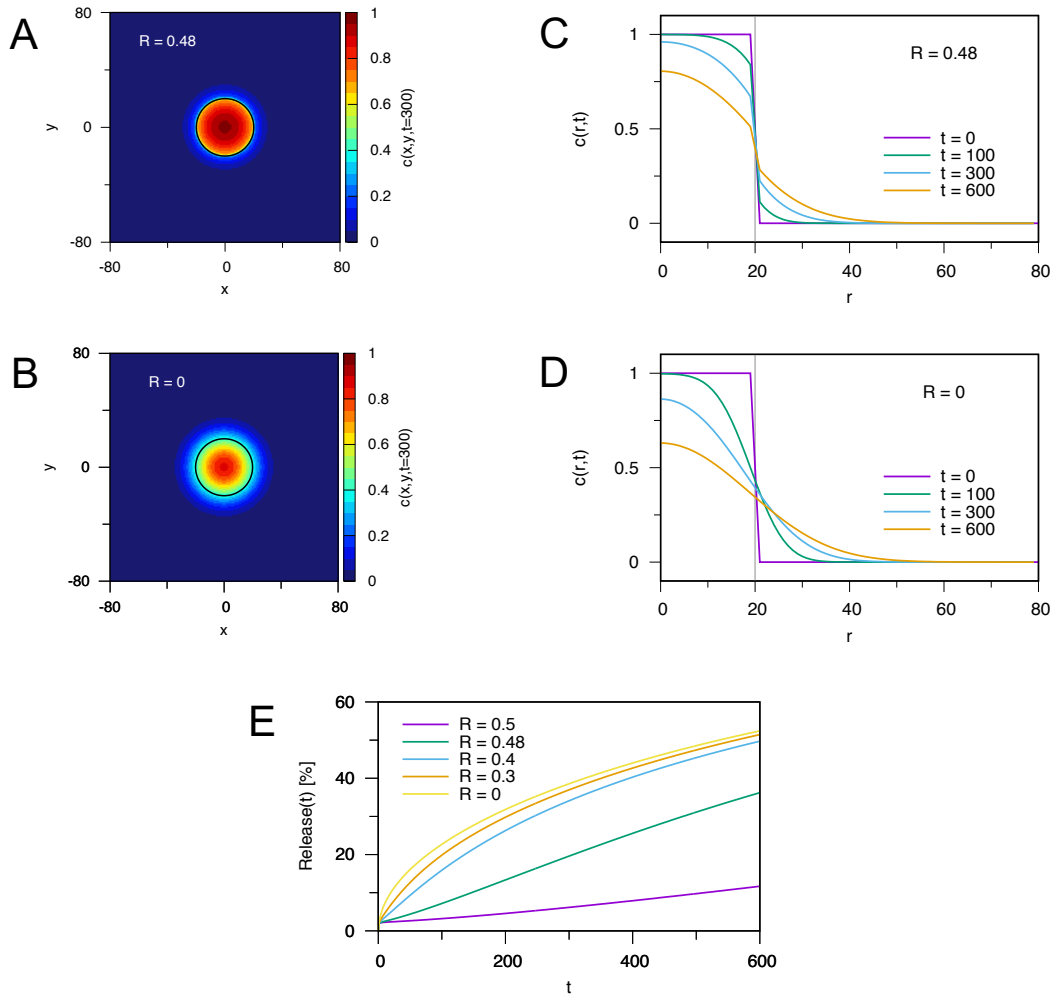 A
R = 0.48
80
0
-80
y
-80
0
80
x
1
0.8
0.6
0.4
0.2
0
c(x,y,t=300)
C
R = 0.48
1
0.5
0
c(r,t)
t = 0
t = 100
t = 300
t = 600
0
20
40
60
80
r
B
R = 0
80
0
-80
y
-80
0
80
x
1
0.8
0.6
0.4
0.2
0
c(x,y,t=300)
D
R = 0
1
0.5
0
c(r,t)
t = 0
t = 100
t = 300
t = 600
0
20
40
60
80
r
E
60
40
20
0
Release(t) [%]
R = 0.5
R = 0.48
R = 0.4
R = 0.3
R = 0
0
200
400
600
t